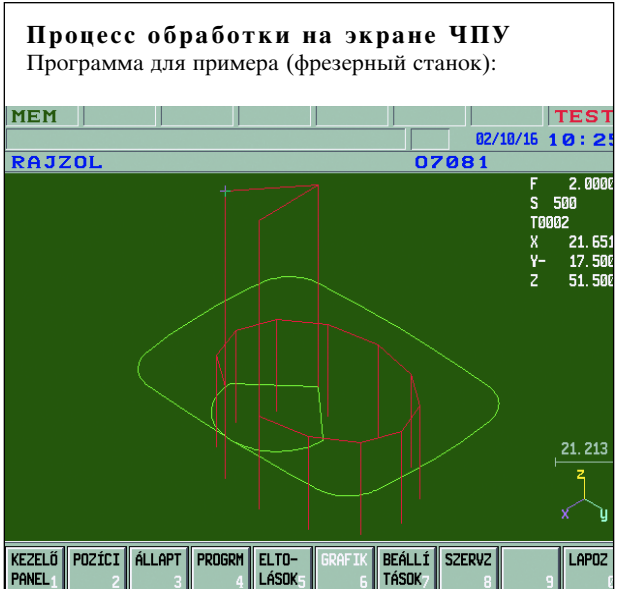 Процесс обработки на экране ЧПУ
Программа для примера (фрезерный станок):
MEM TEST
02/10/16 10:25
RAJZOL O7081
F 2.0000
S 500
T0002
X 21.651
Y- 17.500
Z 51.500
21.213
z
x y
KEZELŐ PANEL 1
POZÍCI 2
ÁLLAPT 3
PROGRM 4
ELTO- LÁSOK 5
GRAFIK 6
BEÁLLÍ TÁSOK 7
SZERVZ 8
9
LAPOZ 0